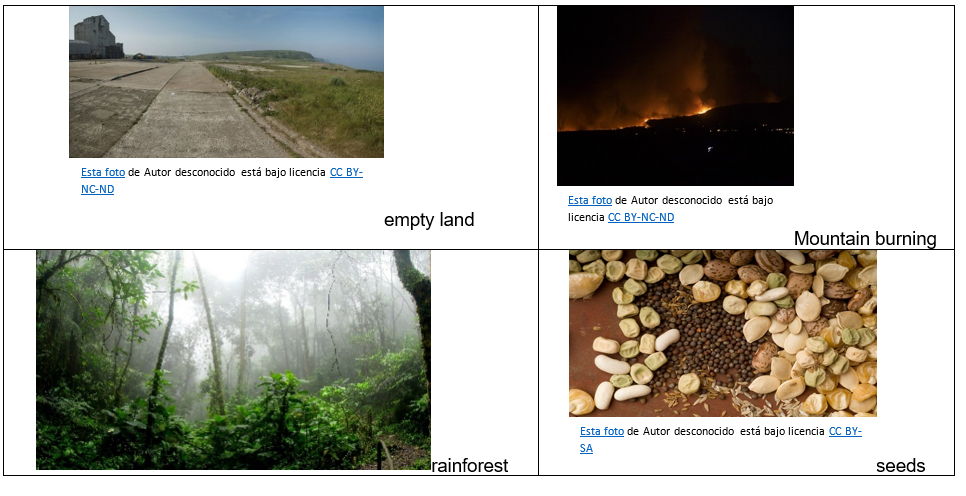 Esta foto de Autor desconocido está bajo licencia CC BY-
NC-ND
empty land
Esta foto de Autor desconocido está bajo
licencia CC BY-NC-ND
Mountain burning
rainforest
Esta foto de Autor desconocido está bajo licencia CC BY-
SA
seeds